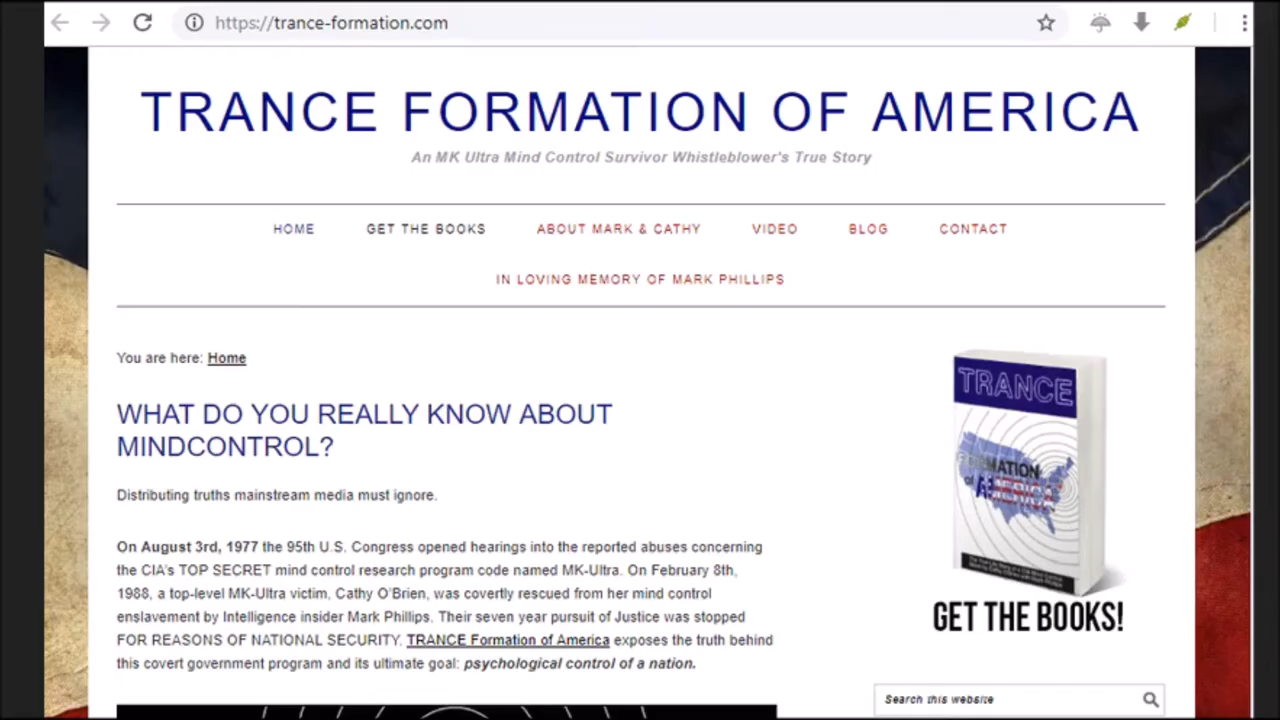 https://trance-formation.com
TRANCE FORMATION OF AMERICA
An MK Ultra Mind Control Survivor Whistleblower's True Story
HOME GET THE BOOKS ABOUT MARK & CATHY VIDEO BLOG CONTACT
IN LOVING MEMORY OF MARK PHILLIPS
You are here: Home
WHAT DO YOU REALLY KNOW ABOUT
MINDCONTROL?
Distributing truths mainstream media must ignore.
On August 3rd, 1977 the 95th U.S. Congress opened hearings into the reported abuses concerning
the CIA's TOP SECRET mind control research program code named MK-Ultra. On February 8th,
1988, a top-level MK-Ultra victim, Cathy O'Brien, was covertly rescued from her mind control
enslavement by Intelligence insider Mark Phillips. Their seven year pursuit of Justice was stopped
FOR REASONS OF NATIONAL SECURITY. TRANCE Formation of America exposes the truth behind
this covert government program and its ultimate goal: psychological control of a nation.
TRANCE
FORMATION
of AMERICA
GET THE BOOKS!
Search this website